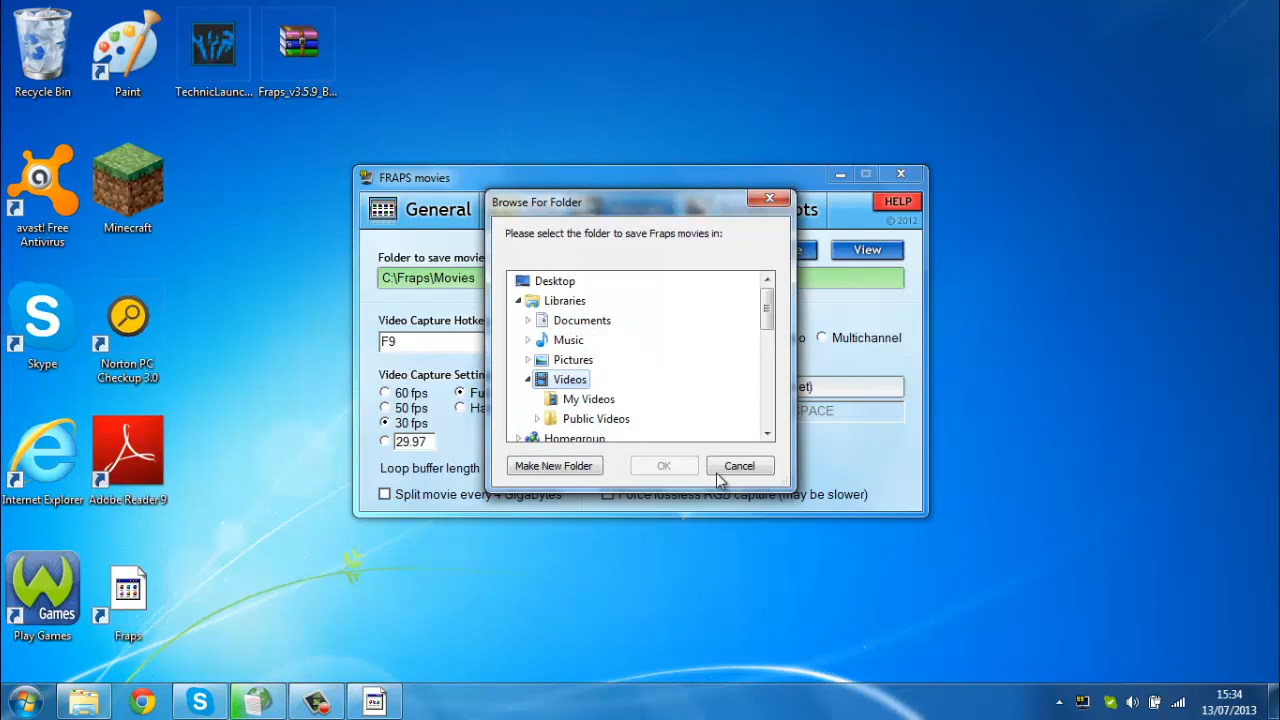 Recycle Bin
Paint
TechnicLaunc...
Fraps_v3.5.9_B...
avast! Free
Antivirus
Minecraft
Skype
Norton PC
Checkup 3.0
Internet Explorer
Adobe Reader 9
Games
Play Games
Fraps
FRAPS movies
General
HELP
© 2012
Folder to save movie
View
C:\Fraps\Movies
Video Capture Hotke
F9
Multichannel
Video Capture Settin
60 fps
50 fps
30 fps
29.97
Loop buffer length
Split movie every 4 Gigabytes
Force lossless RGB capture (may be slower)
Browse For Folder
Please select the folder to save Fraps movies in:
Desktop
Libraries
Documents
Music
Pictures
Videos
My Videos
Public Videos
Homegroup
Make New Folder
OK
Cancel
15:34
13/07/2013